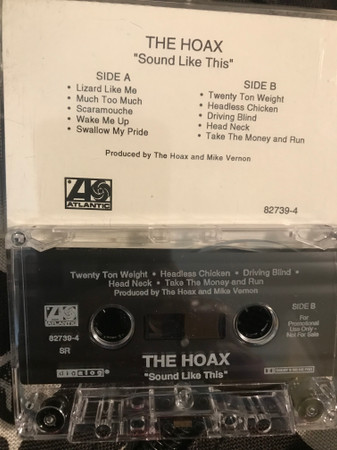 THE HOAX
"Sound Like This"
SIDE A
• Lizard Like Me
• Much Too Much
• Scaramouche
• Wake Me Up
• Swallow My Pride
SIDE B
• Twenty Ton Weight
• Headless Chicken
• Driving Blind
• Head Neck
• Take The Money and Run
Produced by The Hoax and Mike Vernon
ATLANTIC
82739-4
Twenty Ton Weight • Headless Chicken • Driving Blind •
Head Neck • Take The Money and Run
Produced by The Hoax and Mike Vernon
ATLANTIC
82739-4
SR
SIDE B
For
Promotional
Use Only -
Not For Sale
THE HOAX
"Sound Like This"